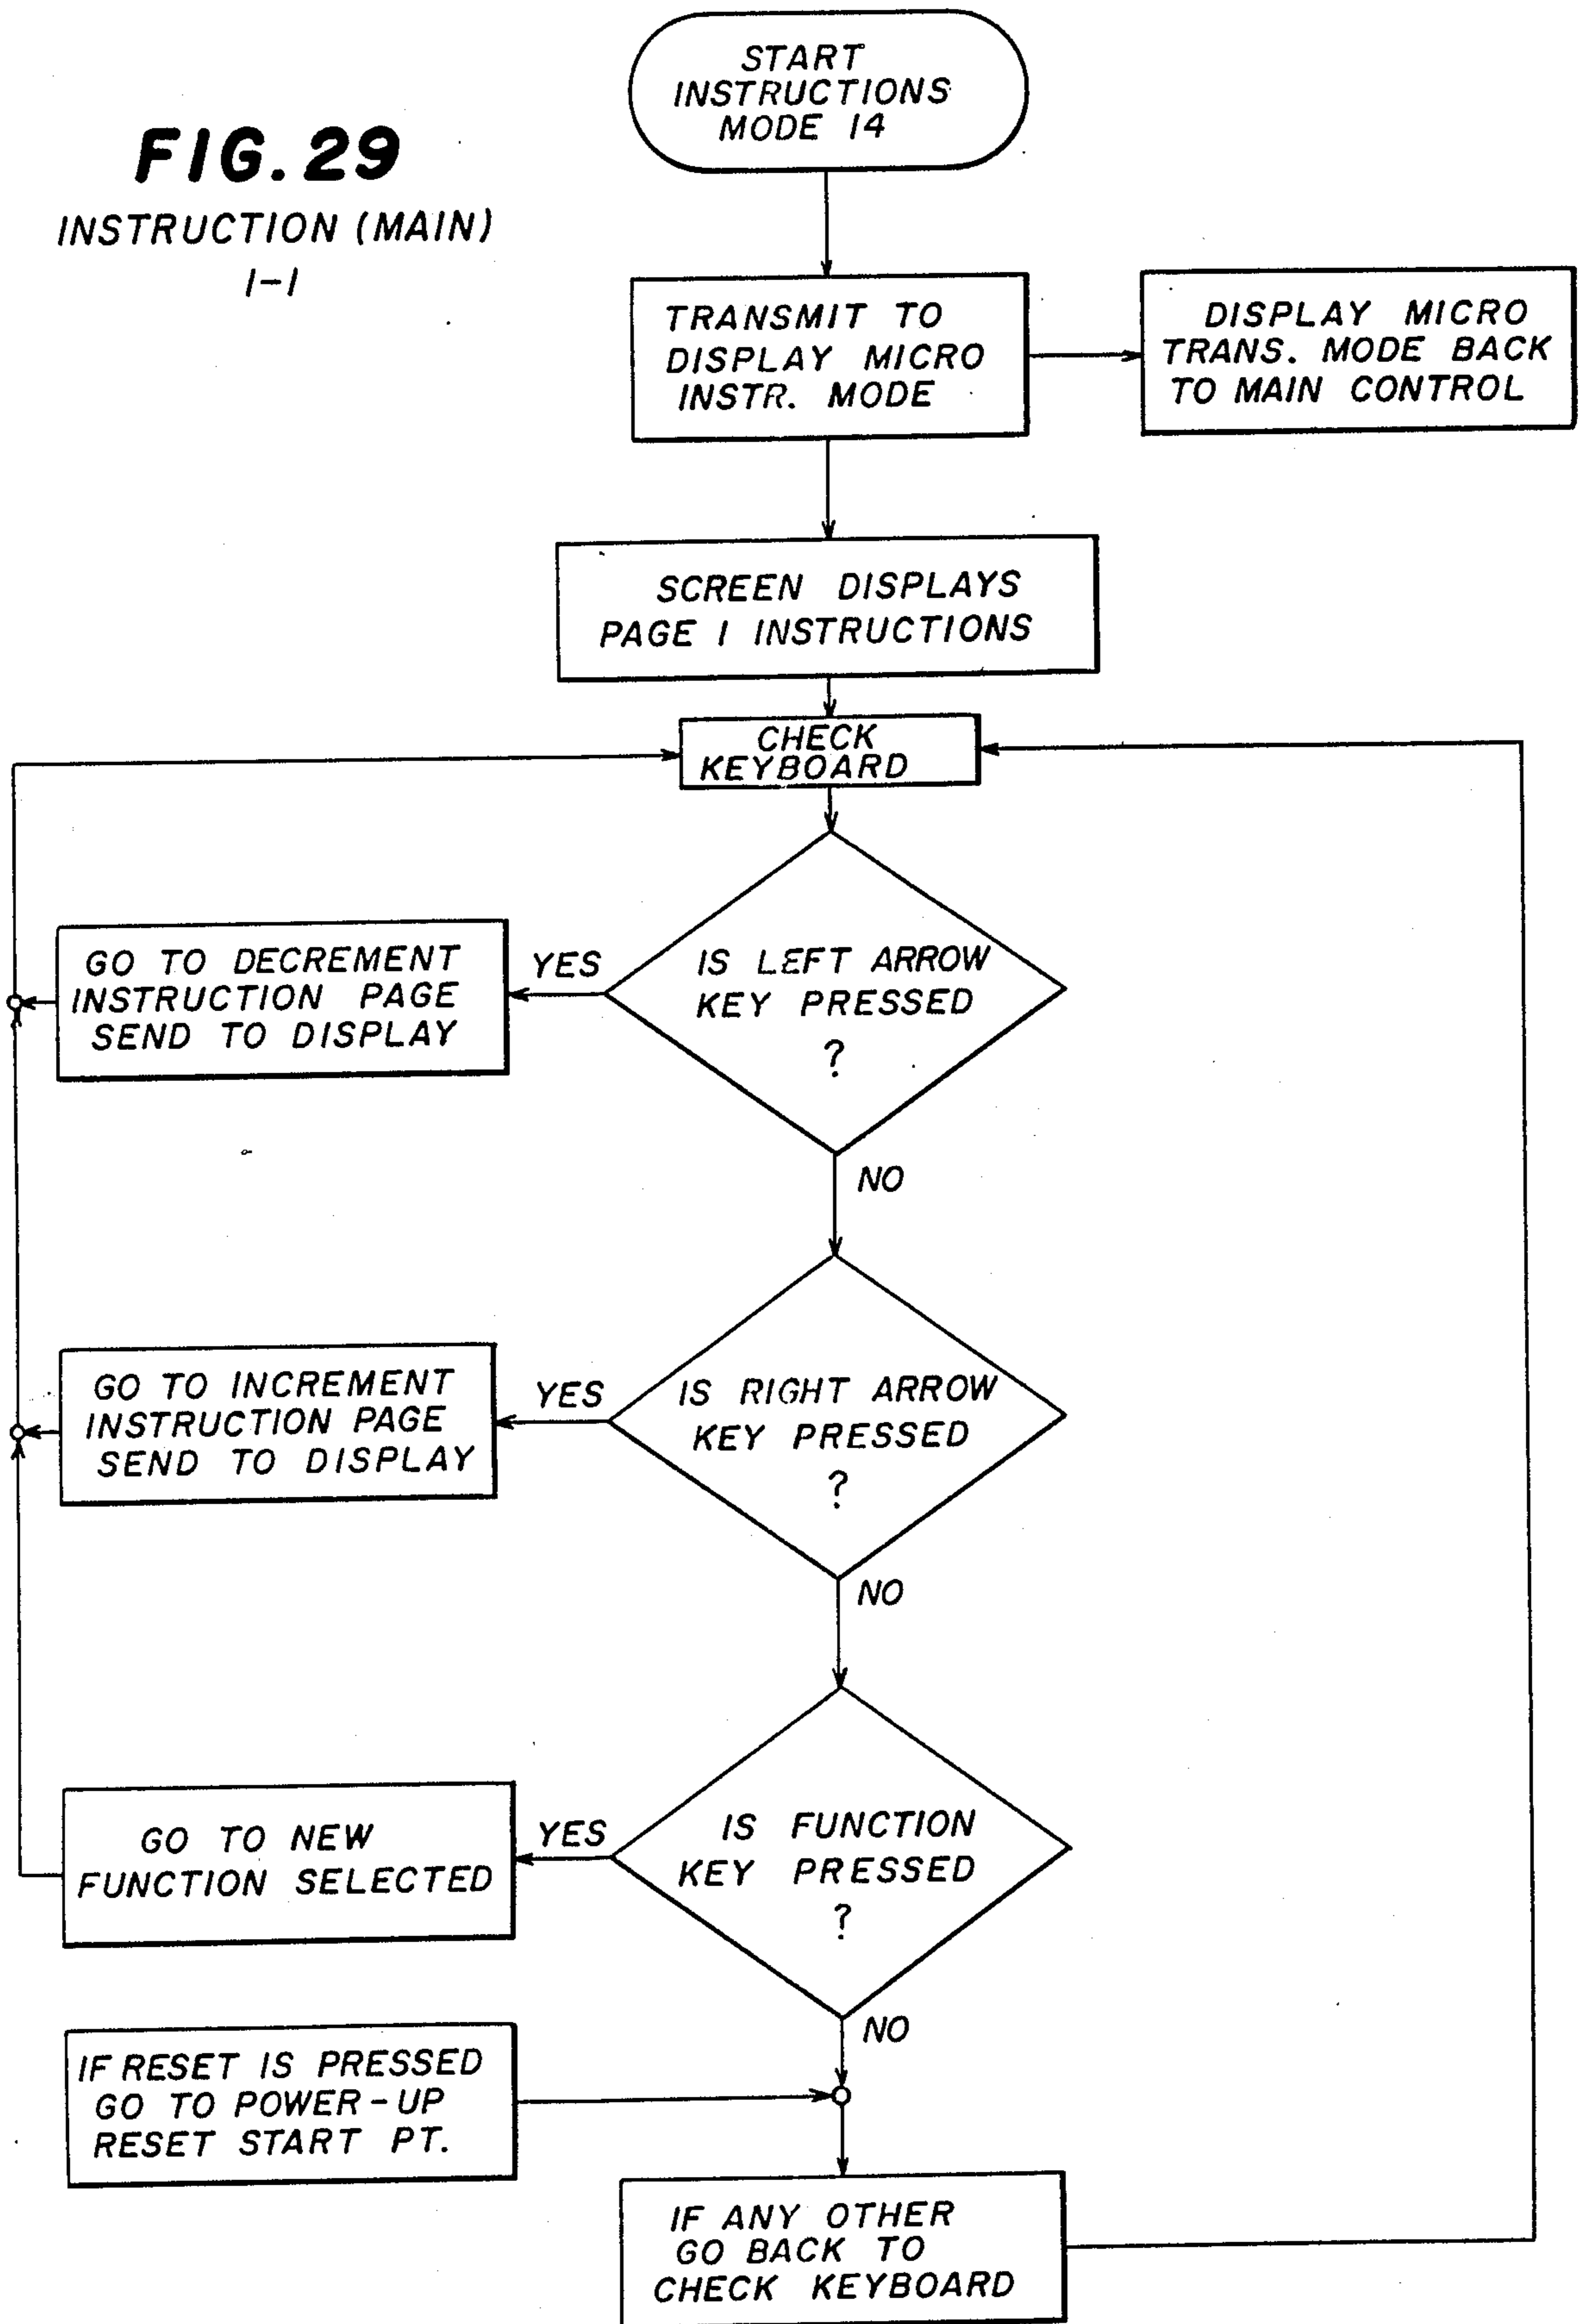 FIG. 29
INSTRUCTION (MAIN)
1-1
START
INSTRUCTIONS
MODE 14
TRANSMIT TO
DISPLAY MICRO
INSTR. MODE
DISPLAY MICRO
TRANS. MODE BACK
TO MAIN CONTROL
SCREEN DISPLAYS
PAGE 1 INSTRUCTIONS
CHECK
KEYBOARD
IS LEFT ARROW
KEY PRESSED
?
YES
GO TO DECREMENT
INSTRUCTION PAGE
SEND TO DISPLAY
NO
IS RIGHT ARROW
KEY PRESSED
?
YES
GO TO INCREMENT
INSTRUCTION PAGE
SEND TO DISPLAY
NO
IS FUNCTION
KEY PRESSED
?
YES
GO TO NEW
FUNCTION SELECTED
NO
IF RESET IS PRESSED
GO TO POWER-UP
RESET START PT.
IF ANY OTHER
GO BACK TO
CHECK KEYBOARD